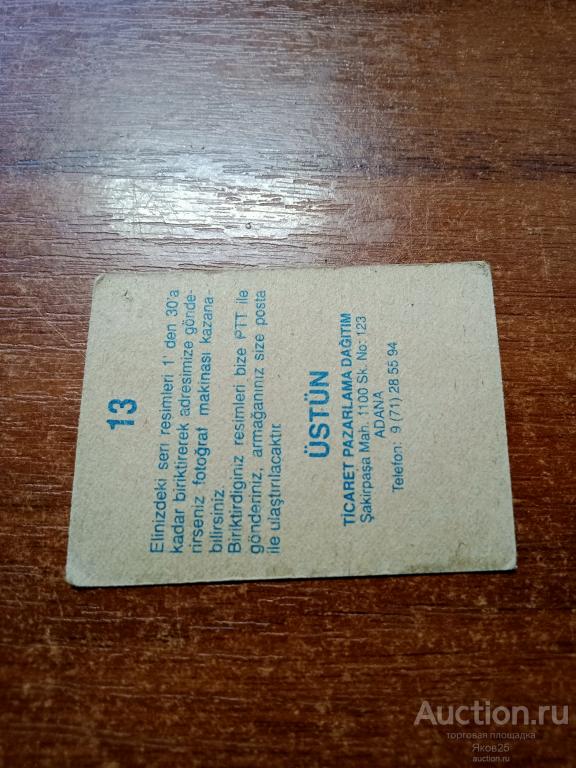 13
Elinizdeki seri resimleri 1' den 30'a
kadar biriktirerek adresimize gönde-
rirseniz fotoğraf makinası kazana-
bilirsiniz.
Biriktirdiginiz resimleri bize PTT ile
gönderiniz, armağanınız size posta
ile ulaştırılacaktır.
ÜSTÜN
TİCARET PAZARLAMA DAĞITIM
Şakirpaşa Mah. 1100 Sk. No: 123
ADANA
Telefon: 9 (71) 28 55 94
Auction.ru
торговая площадка
Яков25
auction.ru